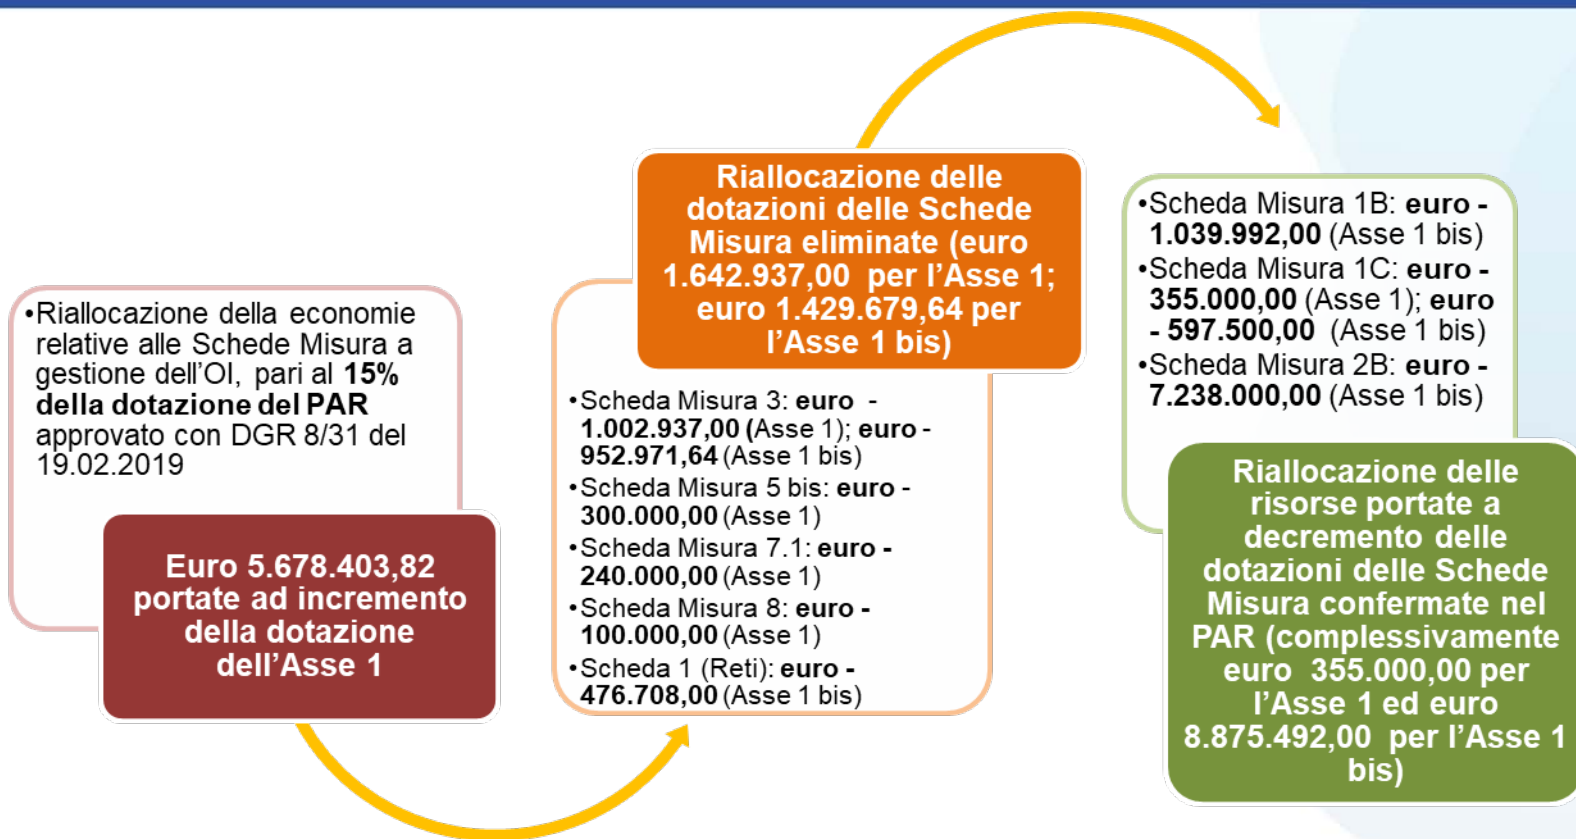 •Riallocazione della economie
relative alle Schede Misura a
gestione dell'OI, pari al 15%
della dotazione del PAR
approvato con DGR 8/31 del
19.02.2019
Euro 5.678.403,82
portate ad incremento
della dotazione
dell'Asse 1
Riallocazione delle
dotazioni delle Schede
Misura eliminate (euro
1.642.937,00 per l'Asse 1;
euro 1.429.679,64 per
l'Asse 1 bis)
•Scheda Misura 3: euro -
1.002.937,00 (Asse 1); euro -
952.971,64 (Asse 1 bis)
•Scheda Misura 5 bis: euro -
300.000,00 (Asse 1)
•Scheda Misura 7.1: euro -
240.000,00 (Asse 1)
•Scheda Misura 8: euro -
100.000,00 (Asse 1)
•Scheda 1 (Reti): euro -
476.708,00 (Asse 1 bis)
•Scheda Misura 1B: euro -
1.039.992,00 (Asse 1 bis)
•Scheda Misura 1C: euro -
355.000,00 (Asse 1); euro
- 597.500,00 (Asse 1 bis)
•Scheda Misura 2B: euro -
7.238.000,00 (Asse 1 bis)
Riallocazione delle
risorse portate a
decremento delle
dotazioni delle Schede
Misura confermate nel
PAR (complessivamente
euro 355.000,00 per
l'Asse 1 ed euro
8.875.492,00 per l'Asse 1
bis)